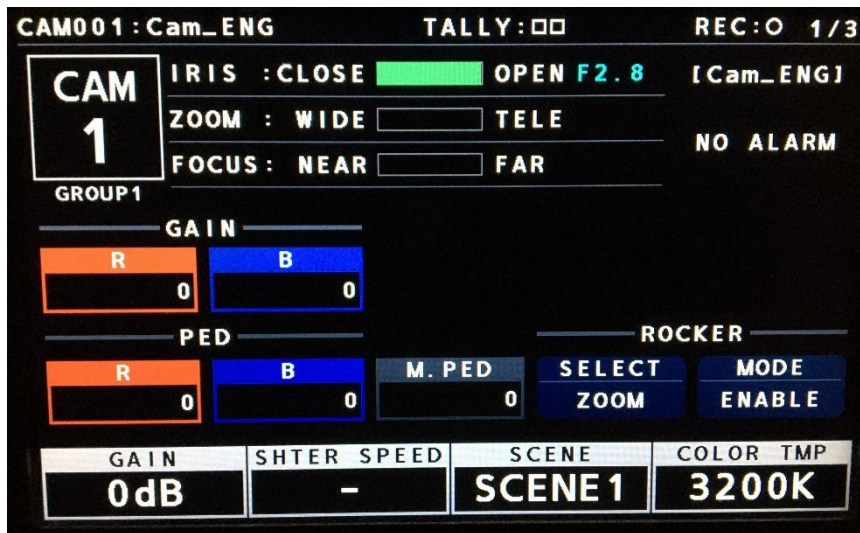 CAM001:Cam_ENG TALLY:□□ REC:○ 1/3
CAM
1
GROUP1
IRIS :CLOSE OPEN F2.8
ZOOM : WIDE TELE
FOCUS: NEAR FAR
[Cam_ENG]
NO ALARM
GAIN
R B
0 0
PED ROCKER
R B M.PED SELECT MODE
0 0 0 ZOOM ENABLE
GAIN SHTER SPEED SCENE COLOR TMP
0dB – SCENE1 3200K